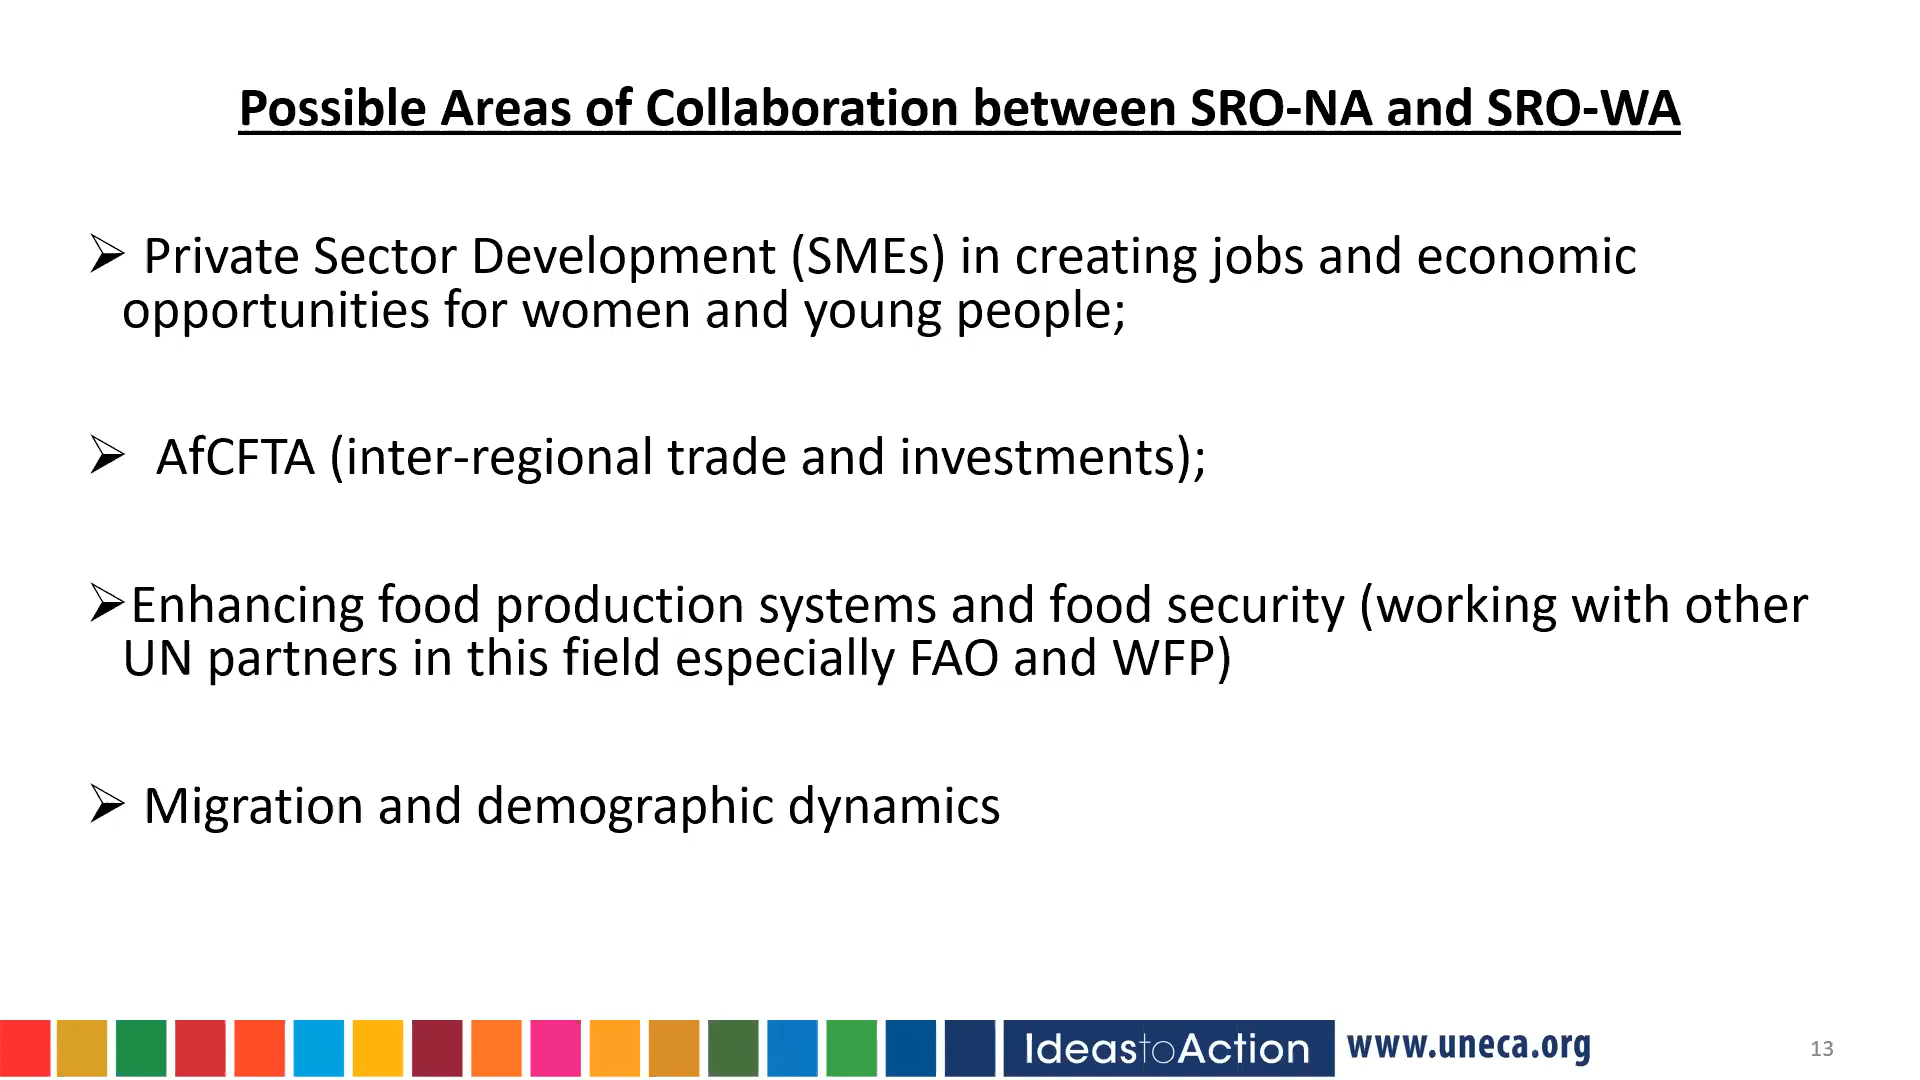 Possible Areas of Collaboration between SRO-NA and SRO-WA
➢ Private Sector Development (SMEs) in creating jobs and economic
opportunities for women and young people;
➢ AfCFTA (inter-regional trade and investments);
➢Enhancing food production systems and food security (working with other
UN partners in this field especially FAO and WFP)
➢ Migration and demographic dynamics
IdeastoAction www.uneca.org 13